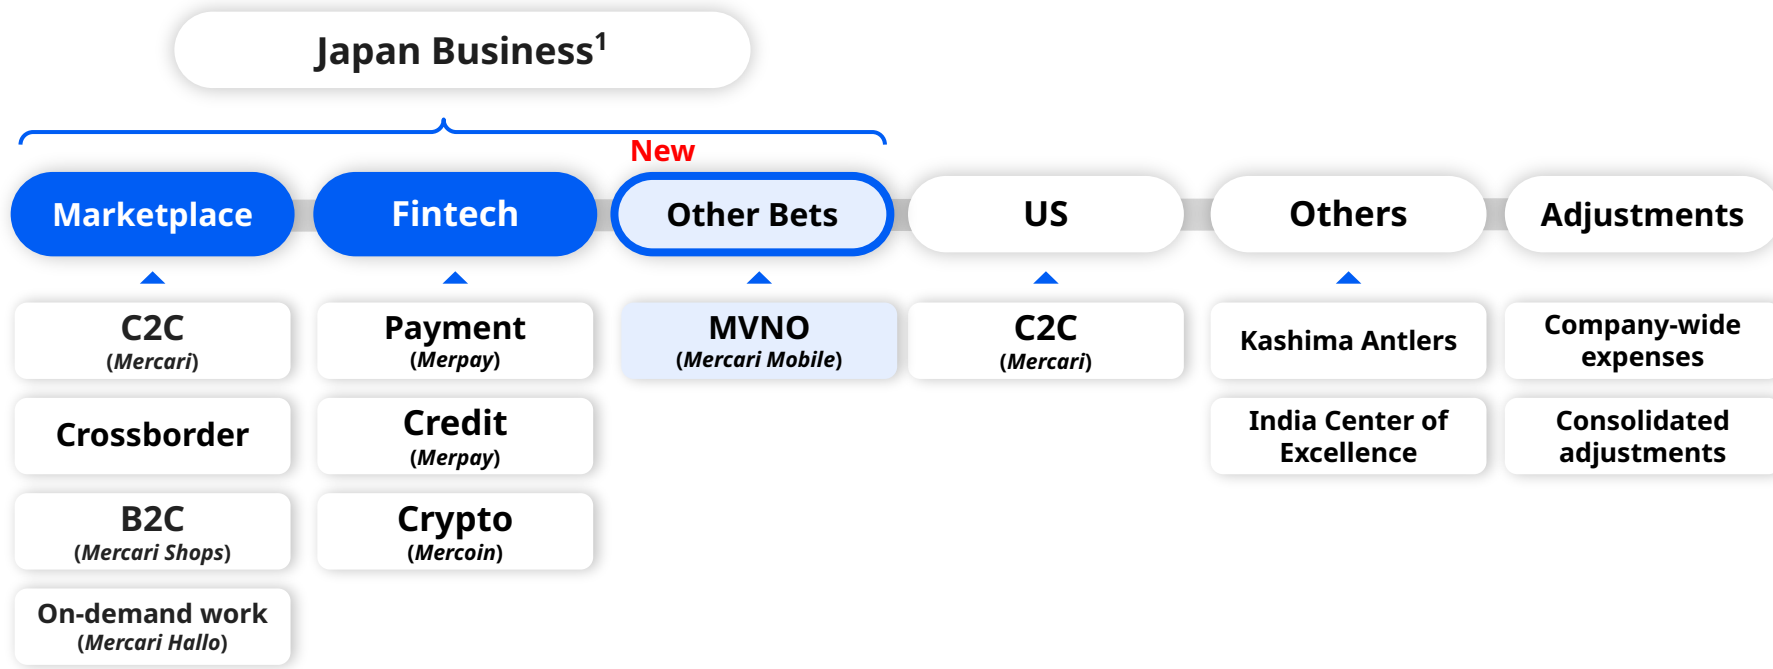 Japan Business1
New
Marketplace
Fintech
Other Bets
US
Others
Adjustments
C2C
(Mercari)
Payment
(Merpay)
MVNO
(Mercari Mobile)
C2C
(Mercari)
Kashima Antlers
Company-wide
expenses
Crossborder
Credit
(Merpay)
India Center of
Excellence
Consolidated
adjustments
B2C
(Mercari Shops)
Crypto
(Mercoin)
On-demand work
(Mercari Hallo)